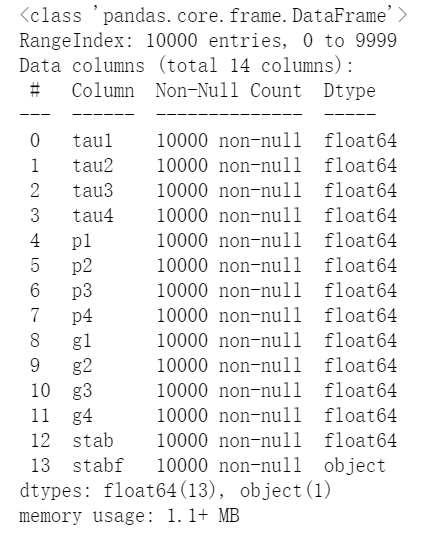 <class 'pandas.core.frame.DataFrame'>
RangeIndex: 10000 entries, 0 to 9999
Data columns (total 14 columns):
 #   Column  Non-Null Count  Dtype
---  ------  --------------  -----
 0   tau1    10000 non-null  float64
 1   tau2    10000 non-null  float64
 2   tau3    10000 non-null  float64
 3   tau4    10000 non-null  float64
 4   p1      10000 non-null  float64
 5   p2      10000 non-null  float64
 6   p3      10000 non-null  float64
 7   p4      10000 non-null  float64
 8   g1      10000 non-null  float64
 9   g2      10000 non-null  float64
 10  g3      10000 non-null  float64
 11  g4      10000 non-null  float64
 12  stab    10000 non-null  float64
 13  stabf   10000 non-null  object
dtypes: float64(13), object(1)
memory usage: 1.1+ MB